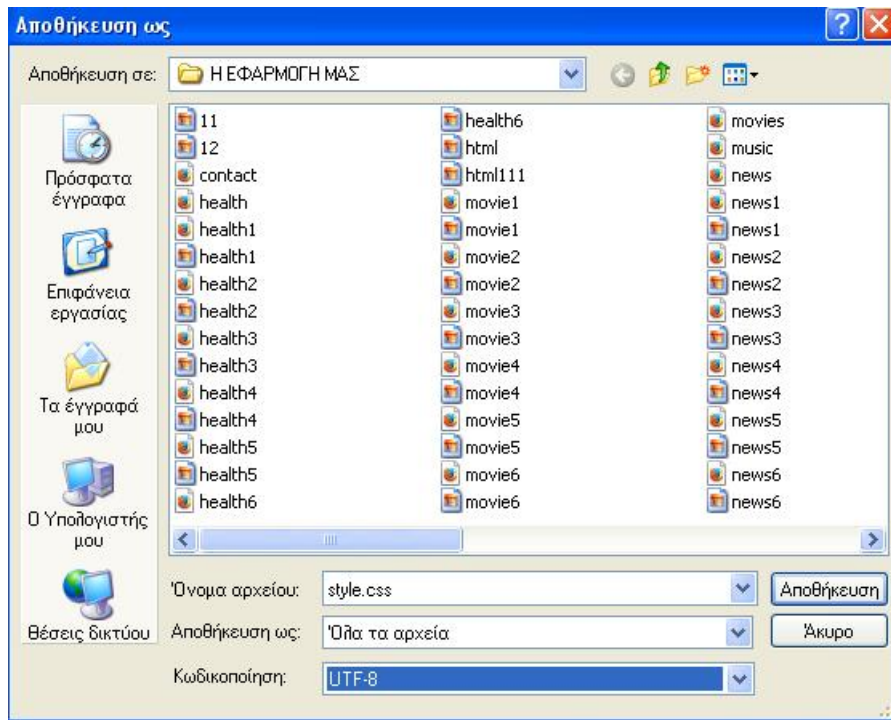 Αποθήκευση ως
Αποθήκευση σε:
Η ΕΦΑΡΜΟΓΗ ΜΑΣ
Πρόσφατα
έγγραφα
Επιφάνεια
εργασίας
Τα έγγραφά
μου
Ο Υπολογιστής
μου
Θέσεις δικτύου
11
12
contact
health
health1
health1
health2
health2
health3
health3
health4
health4
health5
health5
health6
health6
html
html111
movie1
movie1
movie2
movie2
movie3
movie3
movie4
movie4
movie5
movie5
movie6
movie6
movies
music
news
news1
news1
news2
news2
news3
news3
news4
news4
news5
news5
news6
news6
Όνομα αρχείου:
style.css
Αποθήκευση
Αποθήκευση ως:
Όλα τα αρχεία
Άκυρο
Κωδικοποίηση:
UTF-8